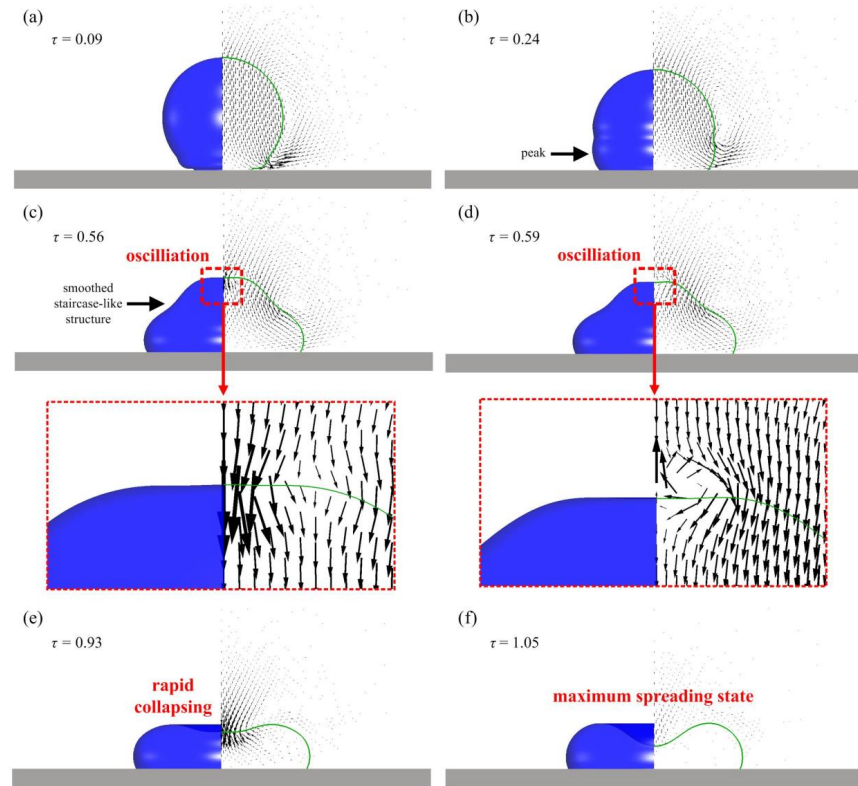 (a)
τ = 0.09
(b)
τ = 0.24
peak
(c)
τ = 0.56
oscilliation
smoothed
staircase-like
structure
(d)
τ = 0.59
oscilliation
(e)
τ = 0.93
rapid
collapsing
(f)
τ = 1.05
maximum spreading state